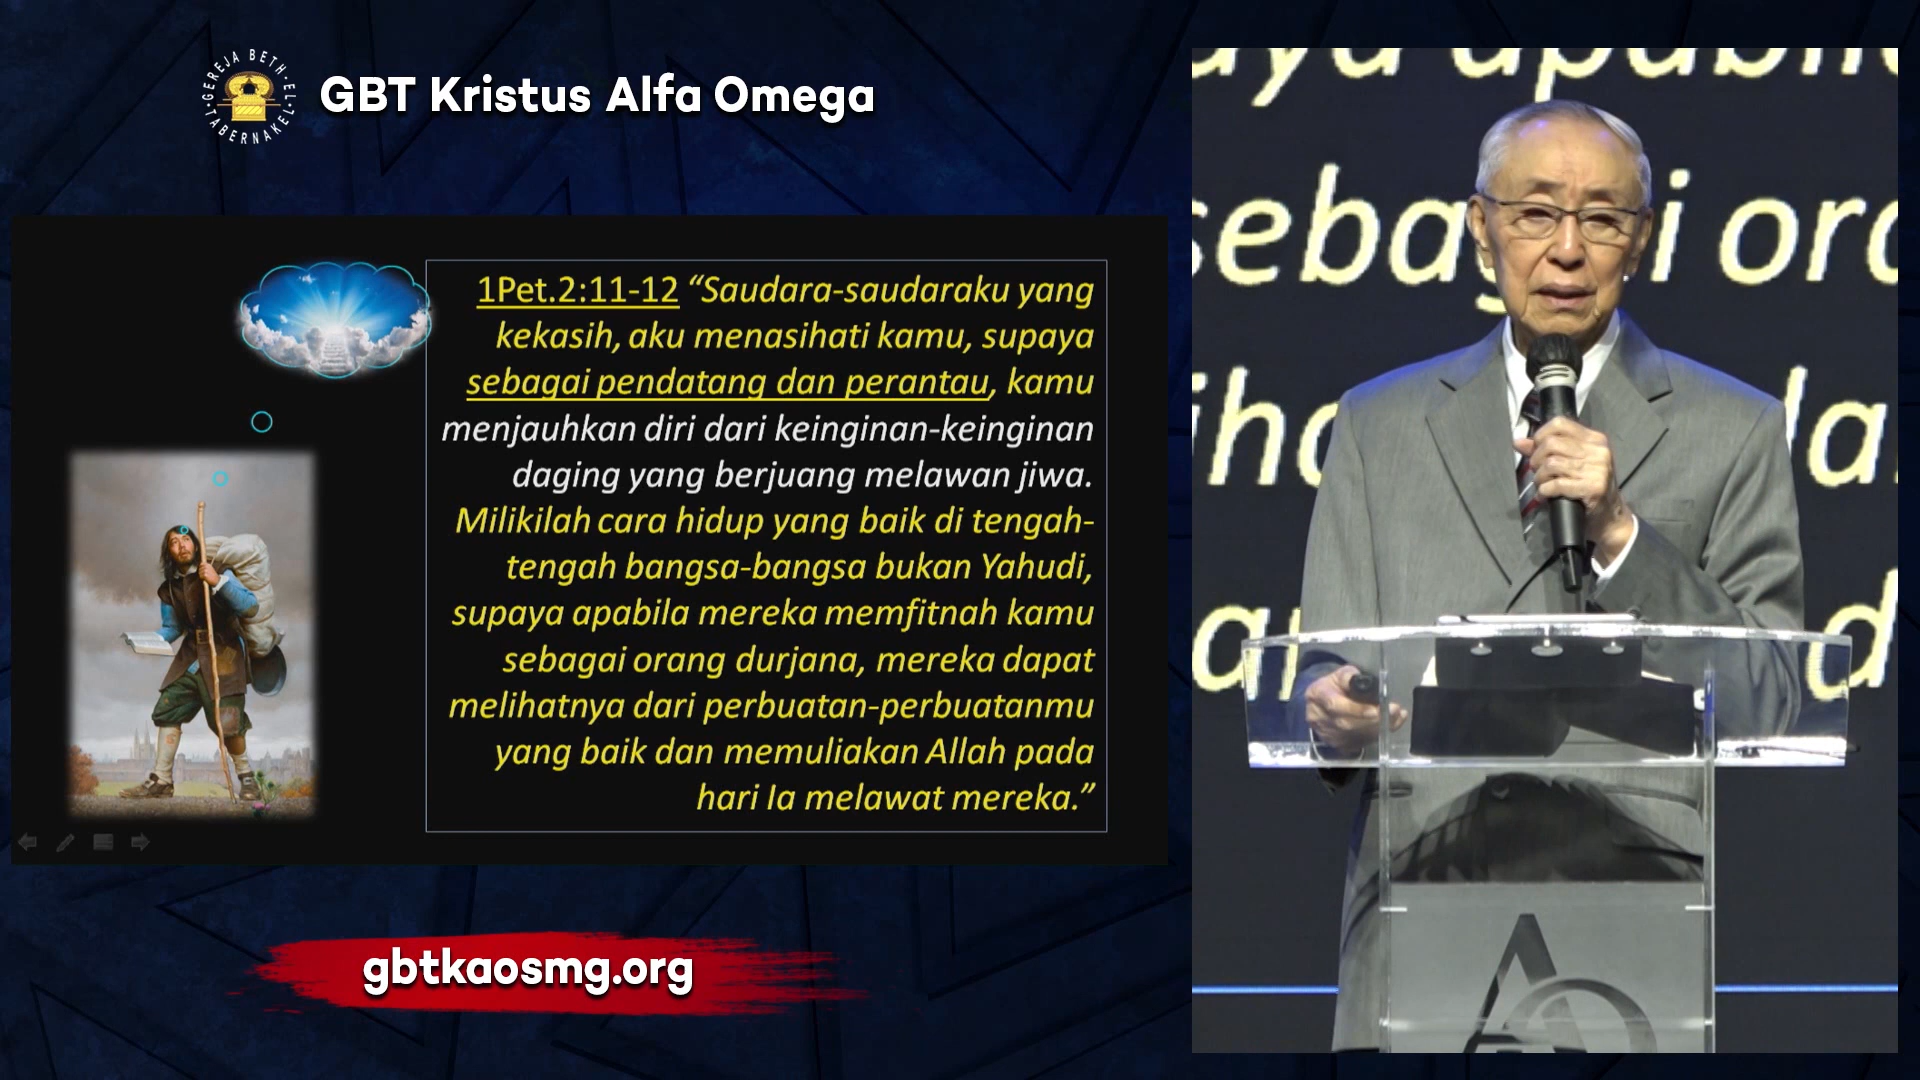 GEREJA BETH-EL TABERNAKEL
GBT Kristus Alfa Omega
1Pet.2:11-12 “Saudara-saudaraku yang
kekasih, aku menasihati kamu, supaya
sebagai pendatang dan perantau, kamu
menjauhkan diri dari keinginan-keinginan
daging yang berjuang melawan jiwa.
Milikilah cara hidup yang baik di tengah-
tengah bangsa-bangsa bukan Yahudi,
supaya apabila mereka memfitnah kamu
sebagai orang durjana, mereka dapat
melihatnya dari perbuatan-perbuatanmu
yang baik dan memuliakan Allah pada
hari Ia melawat mereka.”
gbtkaosmg.org